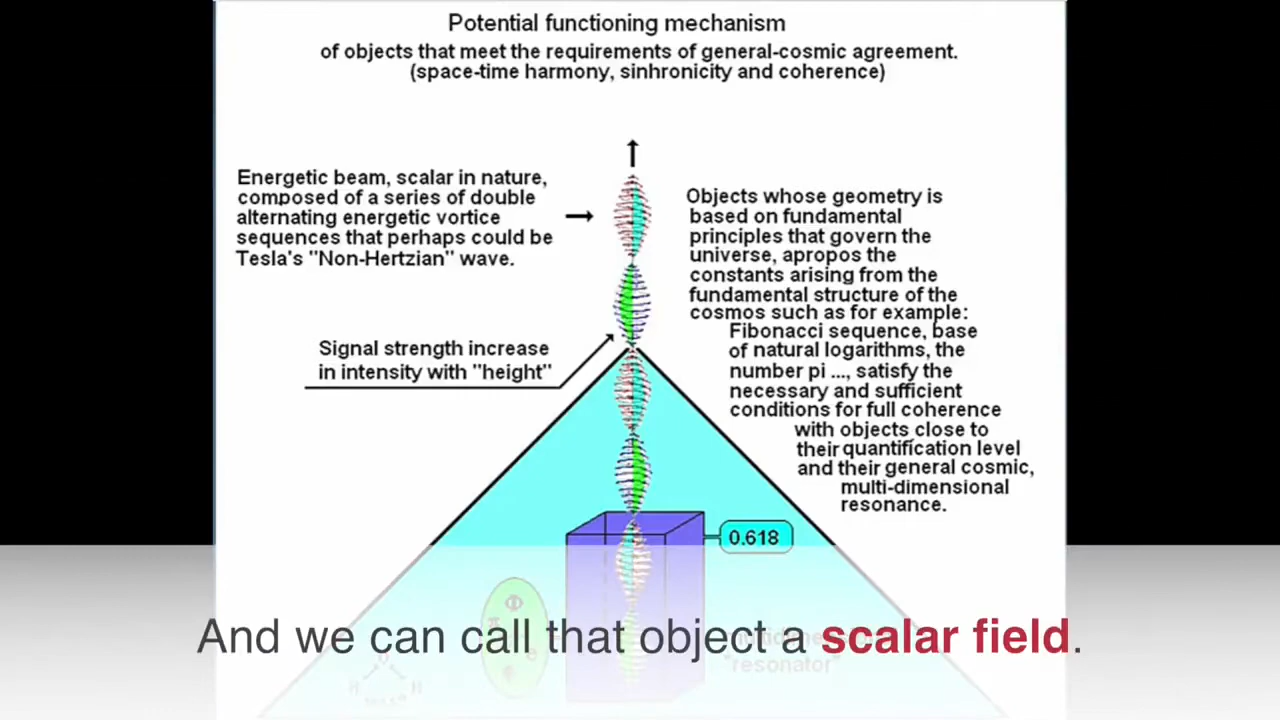 Potential functioning mechanism
of objects that meet the requirements of general-cosmic agreement.
(space-time harmony, sinhronicity and coherence)
Energetic beam, scalar in nature,
composed of a series of double
alternating energetic vortice
sequences that perhaps could be
Tesla's "Non-Hertzian" wave.
Signal strength increase
in intensity with "height"
Objects whose geometry is
based on fundamental
principles that govern the
universe, apropos the
constants arising from the
fundamental structure of the
cosmos such as for example:
Fibonacci sequence, base
of natural logarithms, the
number pi ..., satisfy the
necessary and sufficient
conditions for full coherence
with objects close to
their quantification level
and their general cosmic,
multi-dimensional
resonance.
0.618
Φ
π
e
And we can call that object a scalar field.
"resonator"
H H